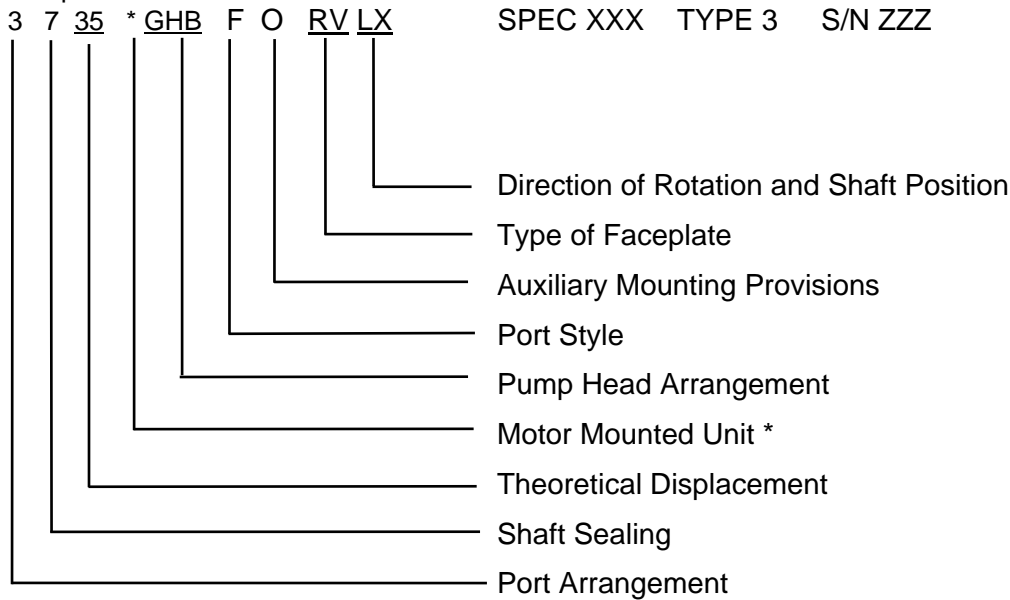 3 7 35 * GHB F O RV LX SPEC XXX TYPE 3 S/N ZZZ
Direction of Rotation and Shaft Position
Type of Faceplate
Auxiliary Mounting Provisions
Port Style
Pump Head Arrangement
Motor Mounted Unit *
Theoretical Displacement
Shaft Sealing
Port Arrangement